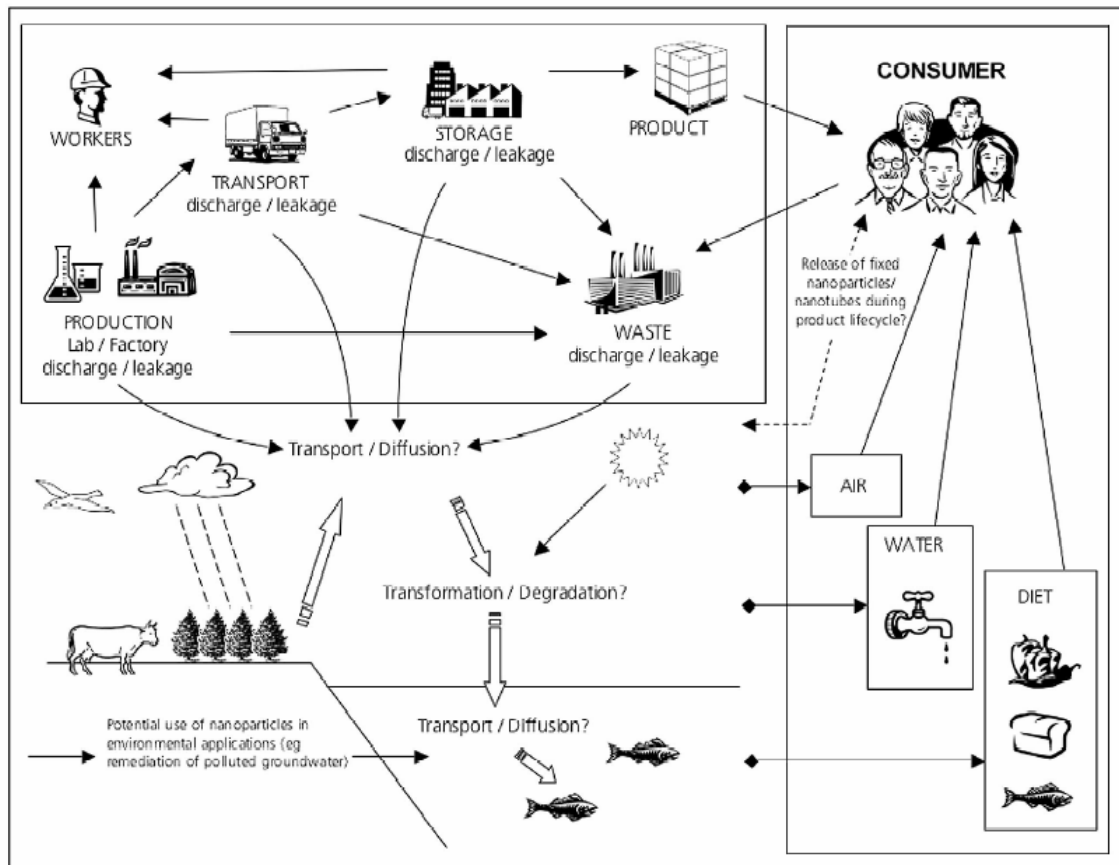 WORKERS
TRANSPORT
discharge / leakage
STORAGE
discharge / leakage
PRODUCT
CONSUMER
PRODUCTION
Lab / Factory
discharge / leakage
WASTE
discharge / leakage
Release of fixed
nanoparticles/
nanotubes during
product lifecycle?
Transport / Diffusion?
AIR
WATER
Transformation / Degradation?
DIET
Potential use of nanoparticles in
environmental applications (eg
remediation of polluted groundwater)
Transport / Diffusion?